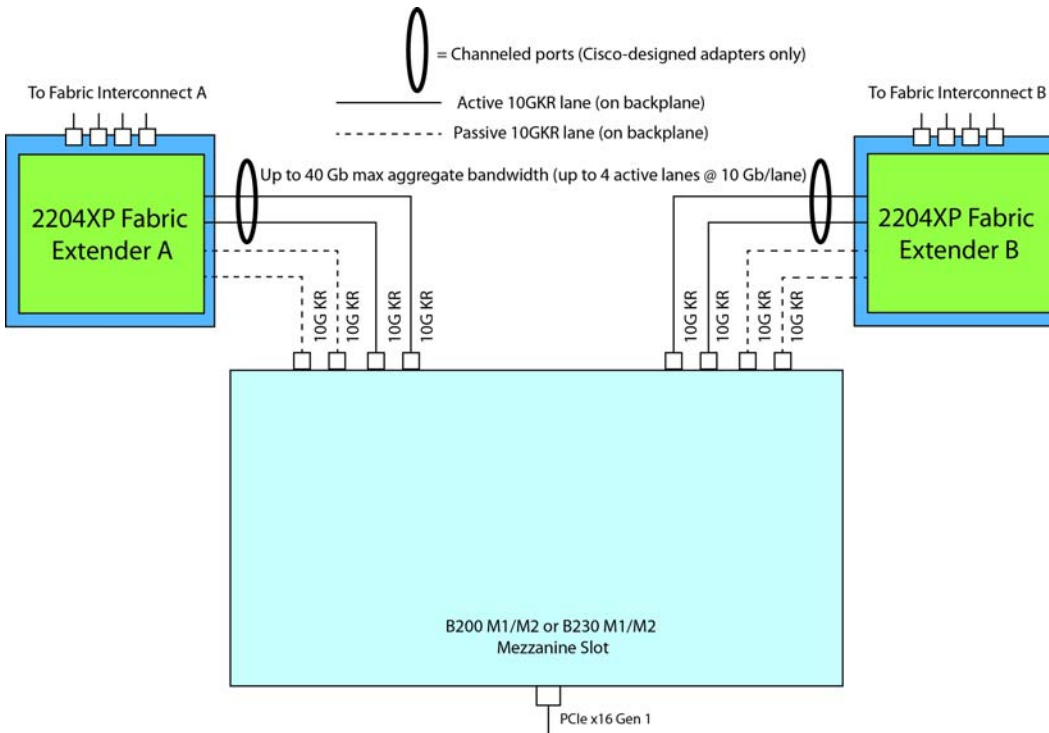 = Channeled ports (Cisco-designed adapters only)
To Fabric Interconnect A
To Fabric Interconnect B
Active 10GKR lane (on backplane)
Passive 10GKR lane (on backplane)
Up to 40 Gb max aggregate bandwidth (up to 4 active lanes @ 10 Gb/lane)
2204XP Fabric
Extender A
2204XP Fabric
Extender B
10G KR
10G KR
10G KR
10G KR
10G KR
10G KR
10G KR
10G KR
B200 M1/M2 or B230 M1/M2
Mezzanine Slot
PCIe x16 Gen 1